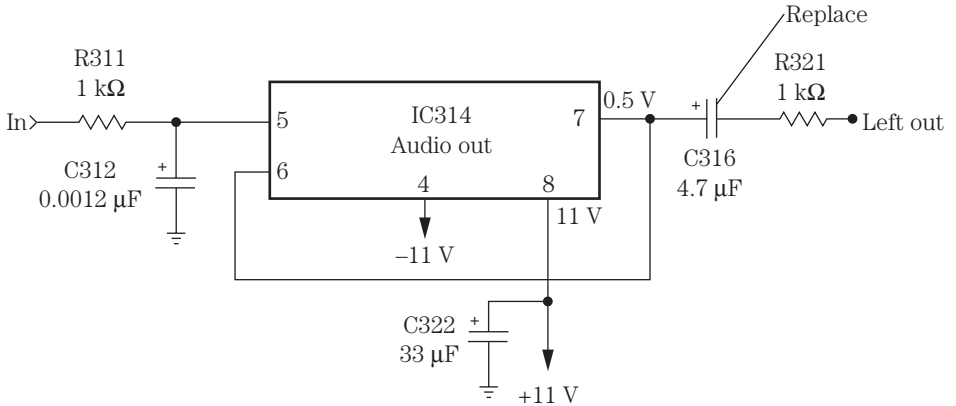 Replace
R311
1 kΩ
R321
1 kΩ
In
5
IC314
Audio out
7
0.5 V
+
Left out
C312
0.0012 μF
+
6
4
8
C316
4.7 μF
11 V
–11 V
C322
33 μF
+
+11 V